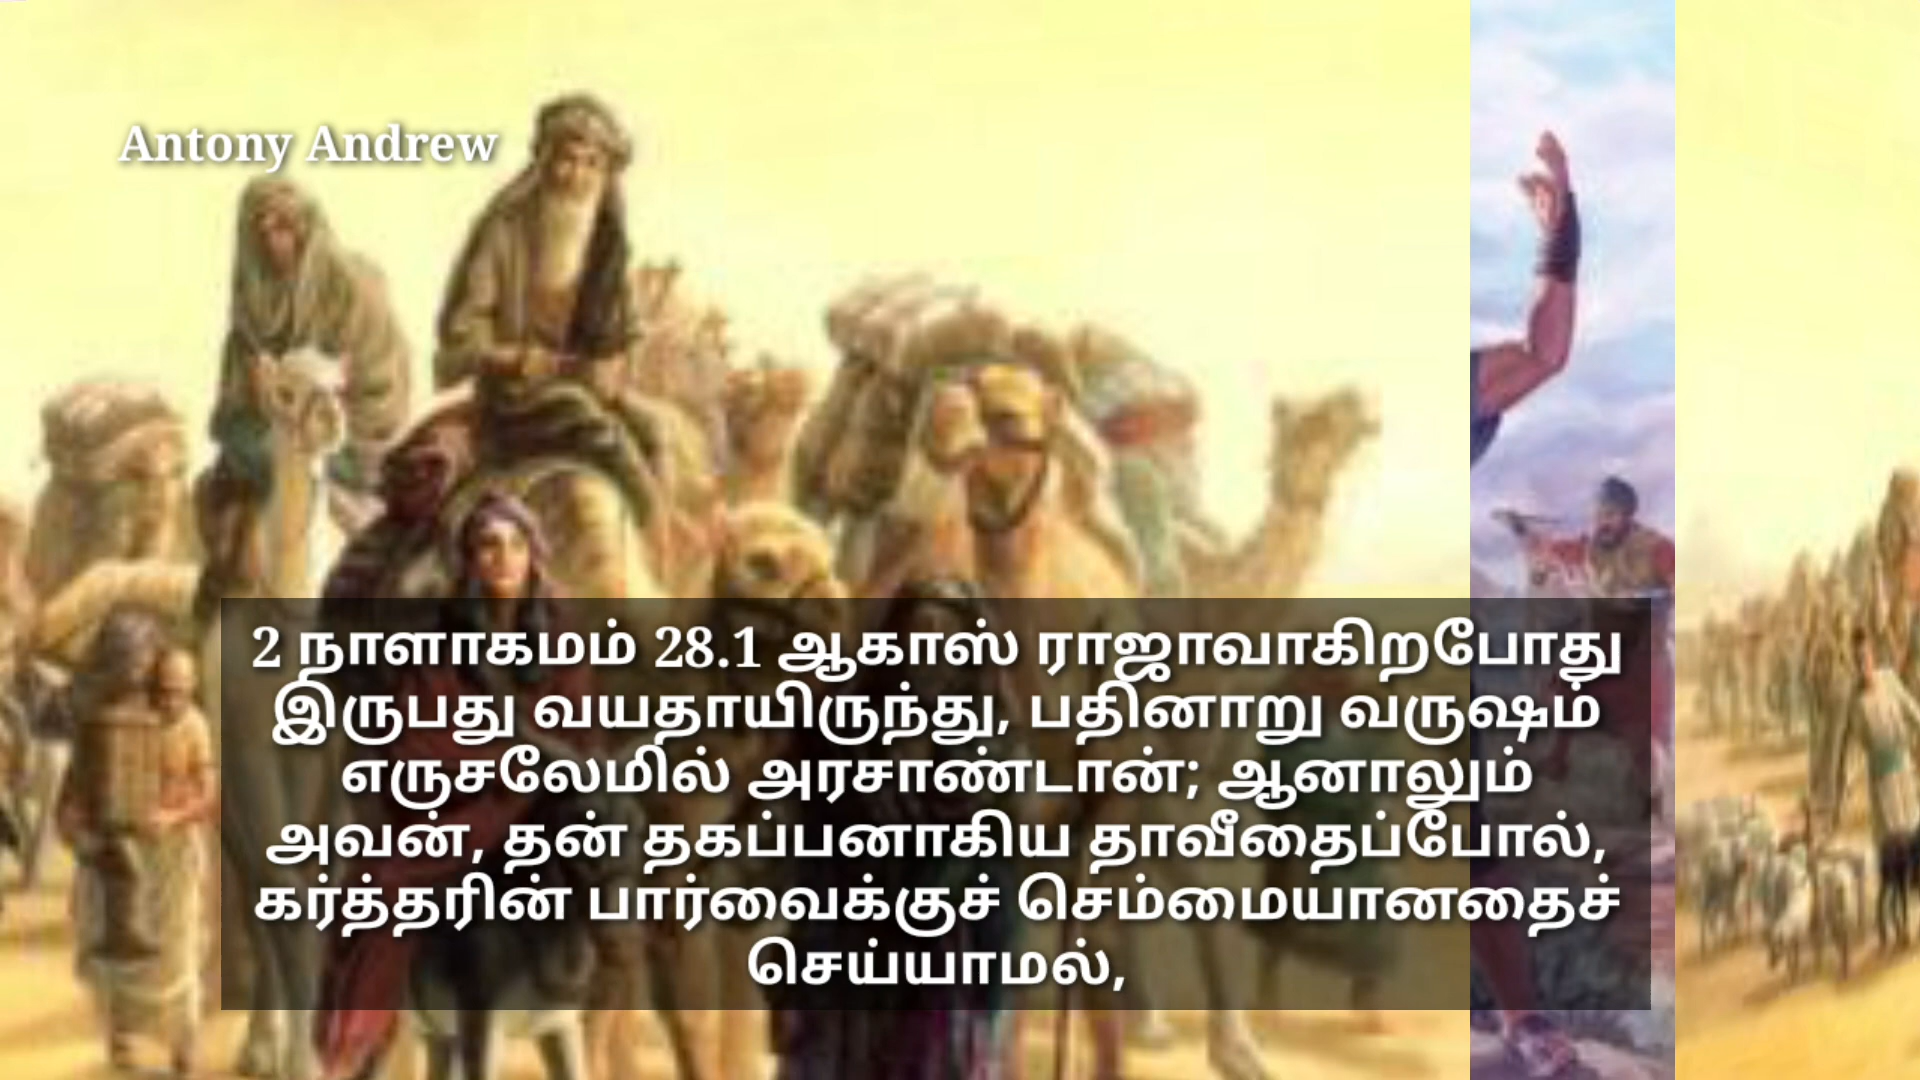 Antony Andrew
2 நாளாகமம் 28.1 ஆகாஸ் ராஜாவாகிறபோது
இருபது வயதாயிருந்து, பதினாறு வருஷம்
எருசலேமில் அரசாண்டான்; ஆனாலும்
அவன், தன் தகப்பனாகிய தாவீதைப்போல்,
கர்த்தரின் பார்வைக்குச் செம்மையானதைச்
செய்யாமல்,